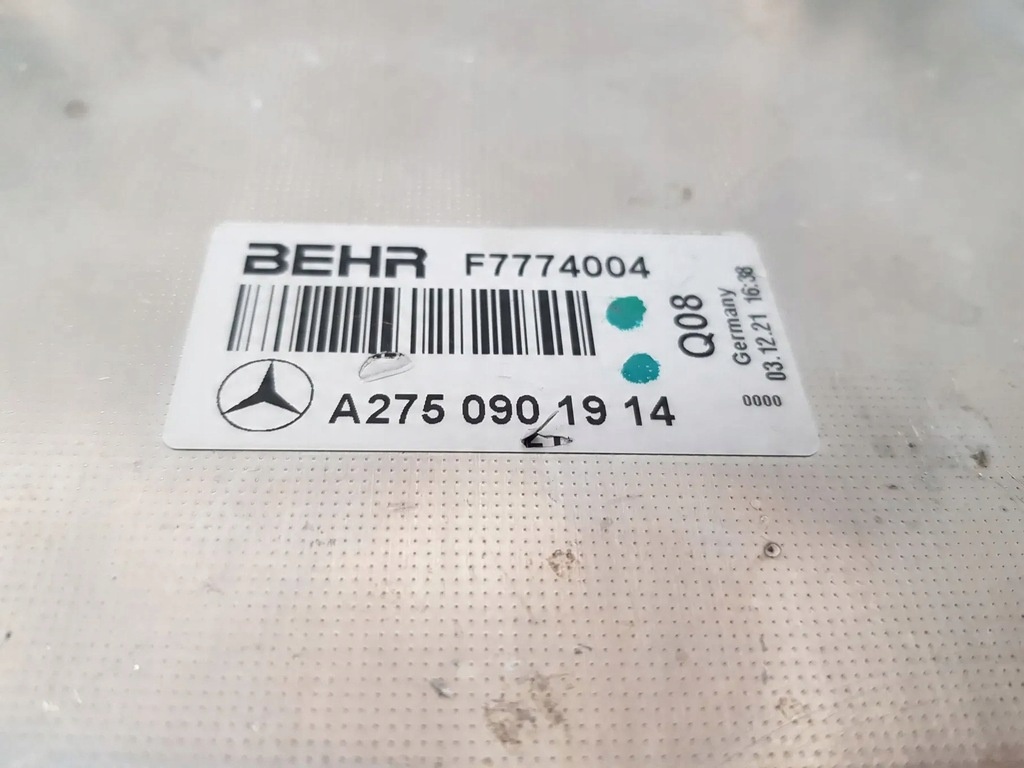 BEHR F7774004
A275 090 19 14
Q08
Germany
03.12.21 16:38
0000